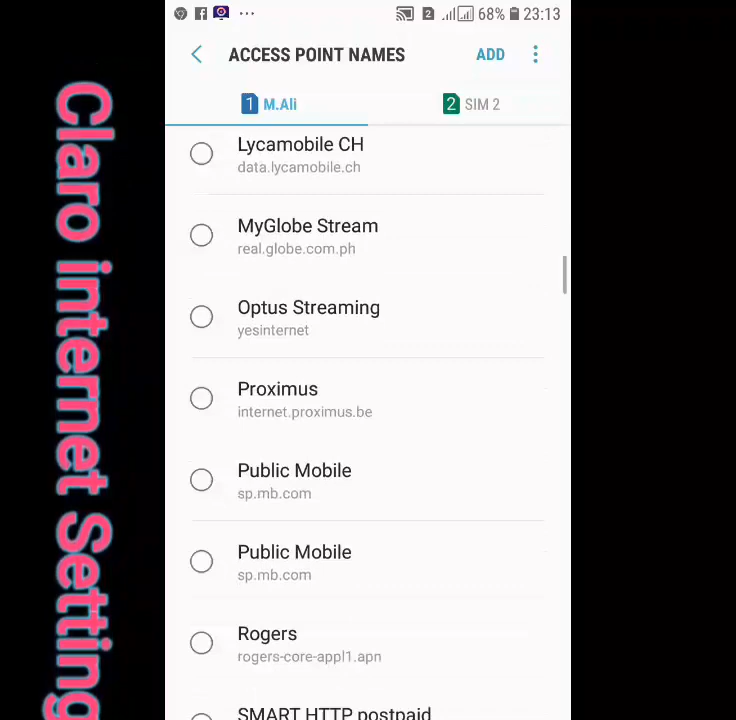 Claro internet Setting
68% 23:13
ACCESS POINT NAMES ADD
1 M.Ali 2 SIM 2
Lycamobile CH
data.lycamobile.ch
MyGlobe Stream
real.globe.com.ph
Optus Streaming
yesinternet
Proximus
internet.proximus.be
Public Mobile
sp.mb.com
Public Mobile
sp.mb.com
Rogers
rogers-core-appl1.apn
SMART HTTP postpaid